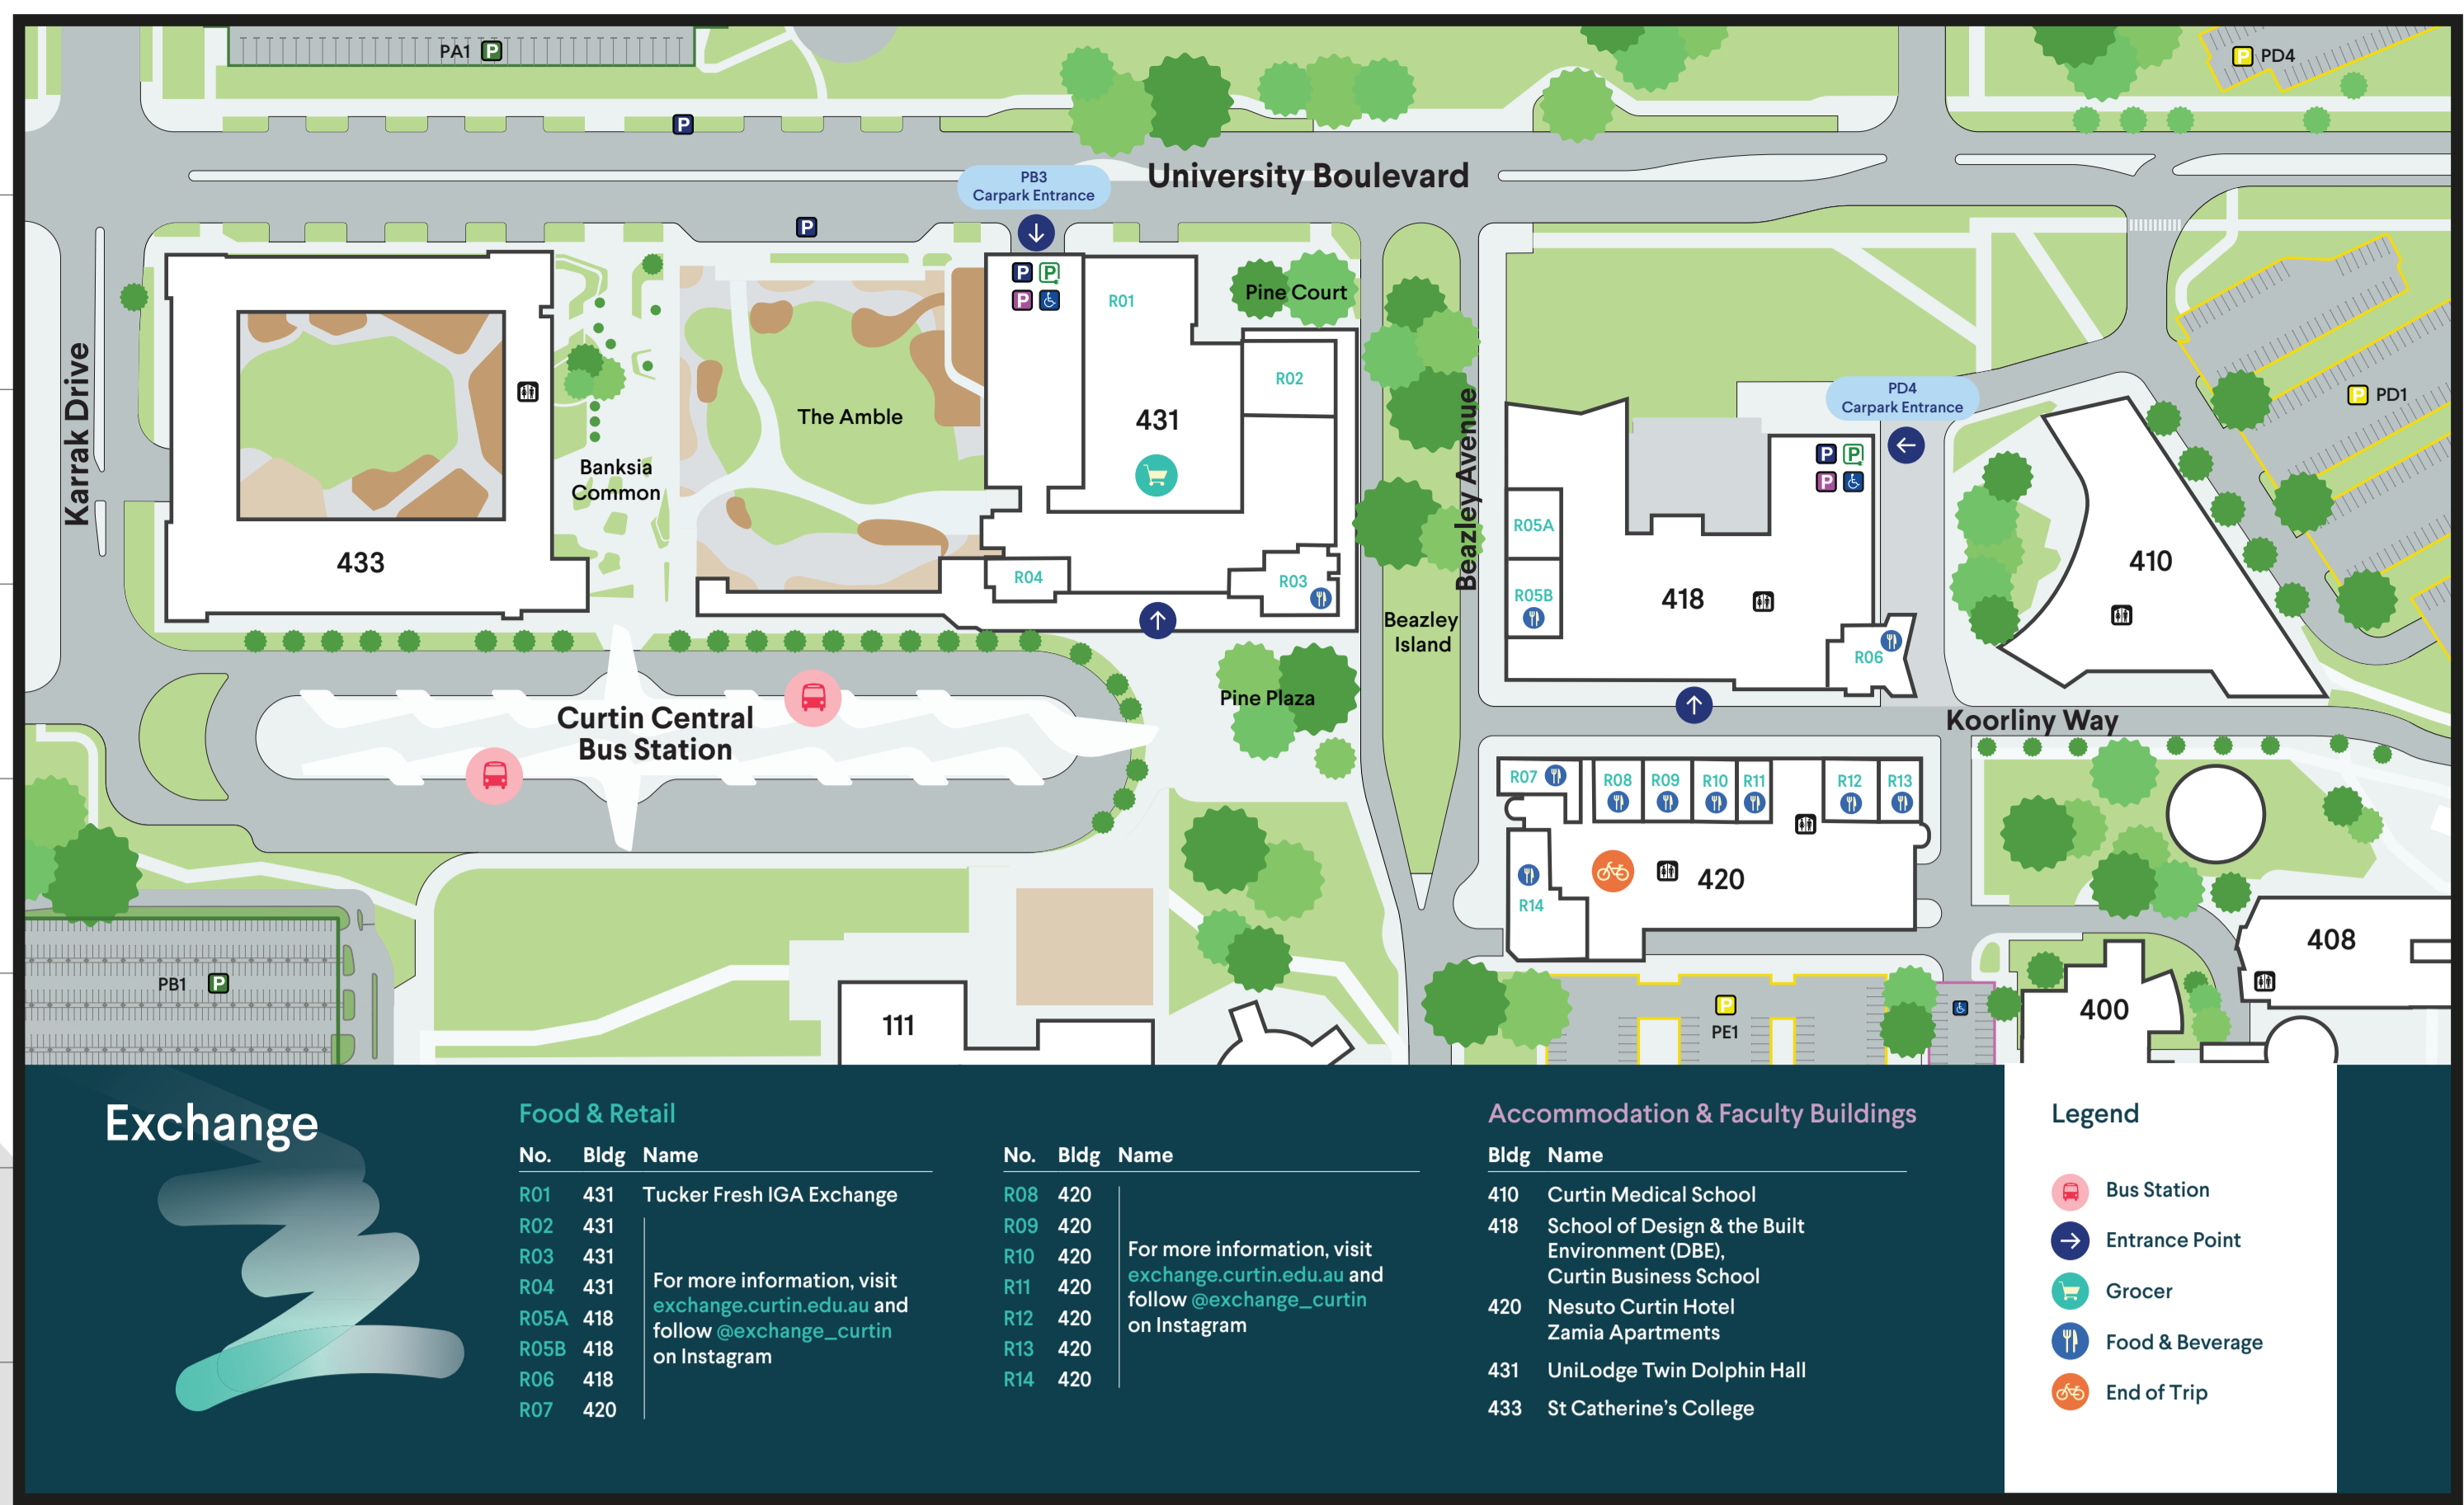 PA1 P
P PD4
P
University Boulevard
PB3
Carpark Entrance
P
P P
P
R01
Pine Court
Karrak Drive
R02
The Amble
431
Beazley Avenue
PD4
Carpark Entrance
P PD1
Banksia
Common
P P
P
R05A
433
410
R04
R03
R05B
418
Beazley
Island
R06
Pine Plaza
Curtin Central
Bus Station
Koorliny Way
R07
R08
R09
R10
R11
R12
R13
420
R14
408
PB1 P
P
PE1
400
111
Exchange
Food & Retail
No. Bldg Name
R01 431 Tucker Fresh IGA Exchange
R02 431
R03 431
R04 431
R05A 418
R05B 418
R06 418
R07 420
For more information, visit
exchange.curtin.edu.au and
follow @exchange_curtin
on Instagram
No. Bldg Name
R08 420
R09 420
R10 420
R11 420
R12 420
R13 420
R14 420
For more information, visit
exchange.curtin.edu.au and
follow @exchange_curtin
on Instagram
Accommodation & Faculty Buildings
Bldg Name
410 Curtin Medical School
418 School of Design & the Built
Environment (DBE),
Curtin Business School
420 Nesuto Curtin Hotel
Zamia Apartments
431 UniLodge Twin Dolphin Hall
433 St Catherine's College
Legend
Bus Station
Entrance Point
Grocer
Food & Beverage
End of Trip